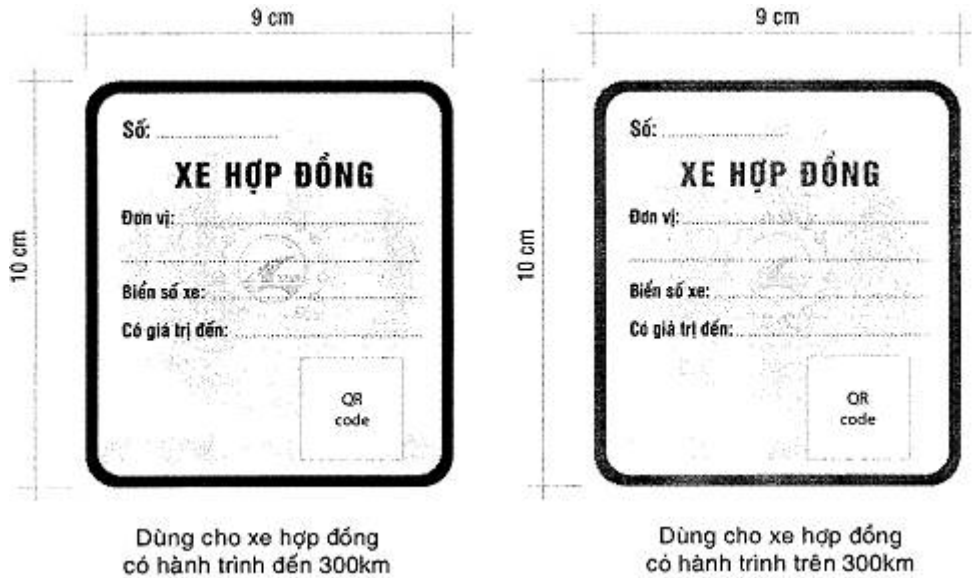 9 cm
10 cm
Số:
XE HỢP ĐỒNG
Đơn vị:
Biển số xe:
Có giá trị đến:
QR
code
Dùng cho xe hợp đồng
có hành trình đến 300km
9 cm
10 cm
Số:
XE HỢP ĐỒNG
Đơn vị:
Biển số xe:
Có giá trị đến:
QR
code
Dùng cho xe hợp đồng
có hành trình trên 300km